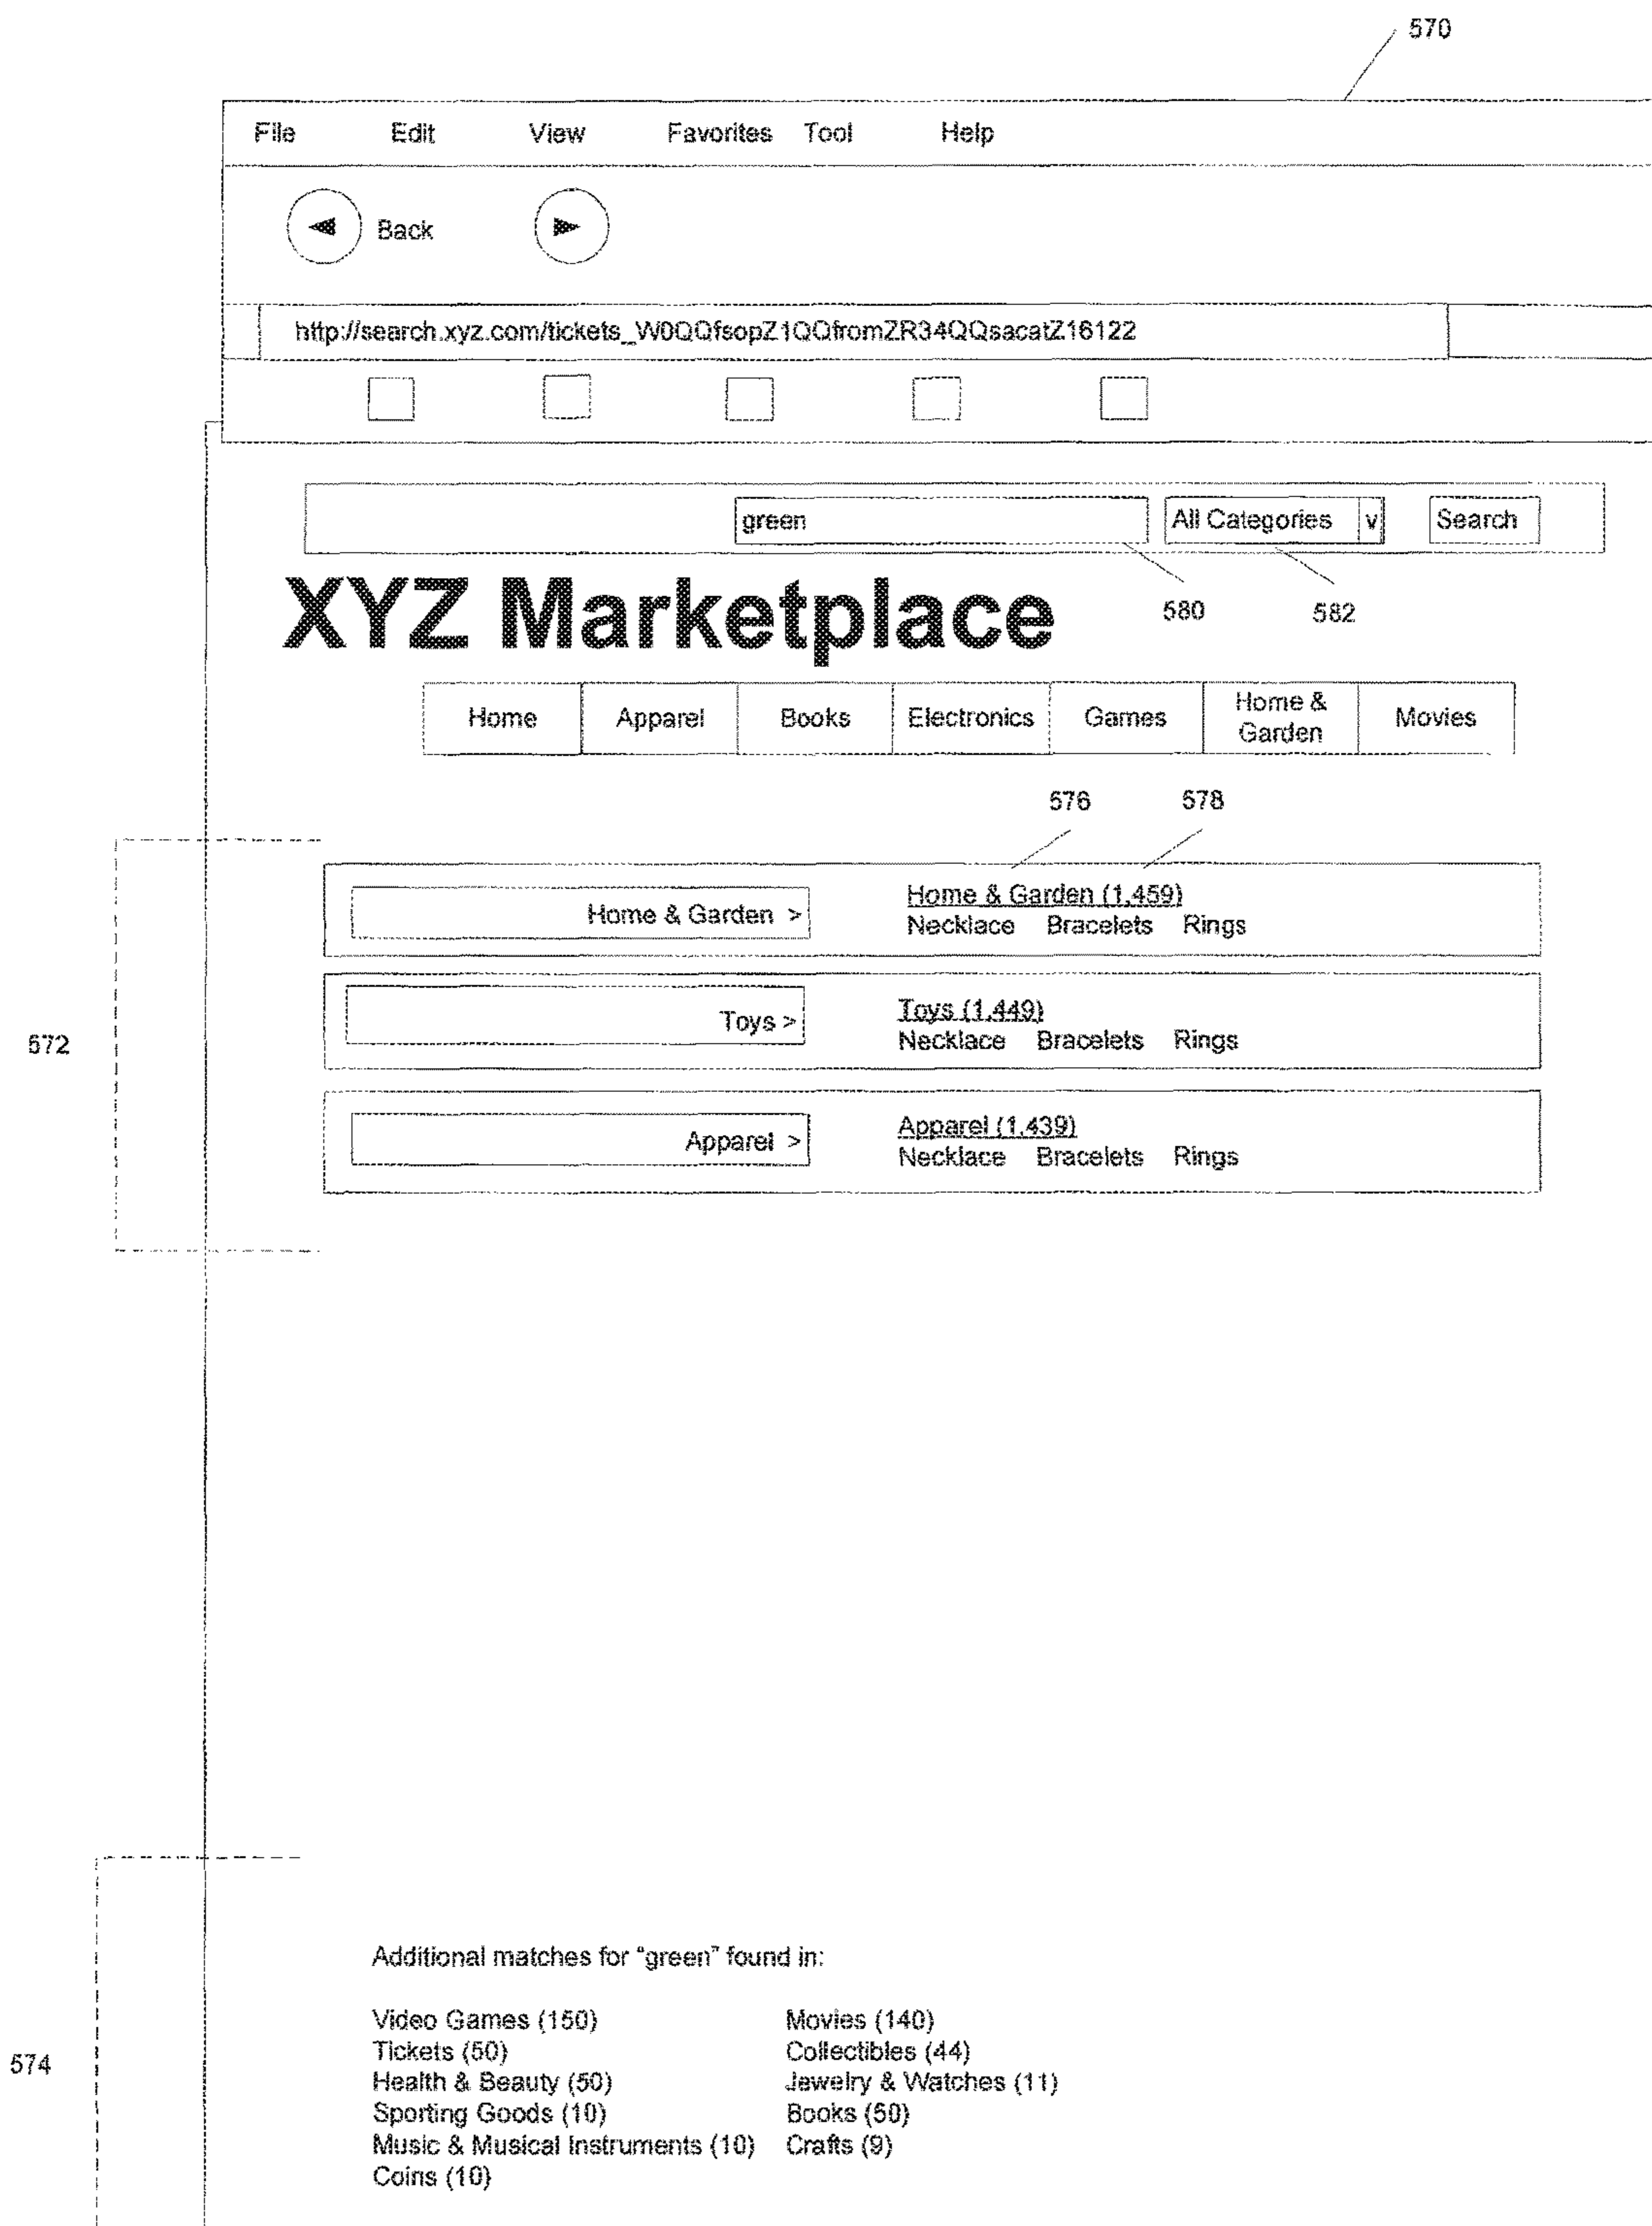 570
File Edit View Favorites Tool Help
Back
http://search.xyz.com/tickets_W0QQfsopZ1QQfromZR34QQsacatZ16122
green All Categories v Search
XYZ Marketplace
580 582
Home Apparel Books Electronics Games Home & Garden Movies
576 578
Home & Garden > Home & Garden (1,459)
Necklace Bracelets Rings
Toys > Toys (1,449)
Necklace Bracelets Rings
572
Apparel > Apparel (1,439)
Necklace Bracelets Rings
Additional matches for "green" found in:
Video Games (150) Movies (140)
Tickets (50) Collectibles (44)
574
Health & Beauty (50) Jewelry & Watches (11)
Sporting Goods (10) Books (50)
Music & Musical Instruments (10) Crafts (9)
Coins (10)